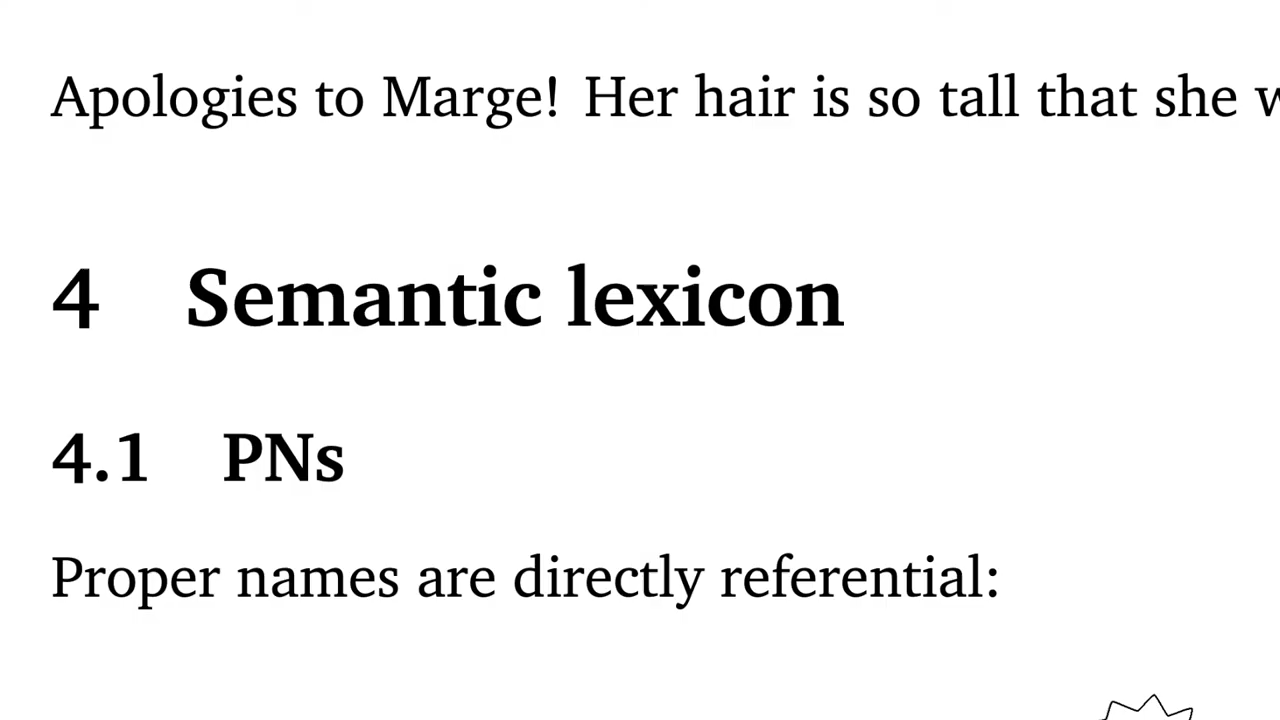 Apologies to Marge! Her hair is so tall that she
4 Semantic lexicon
4.1 PNs
Proper names are directly referential: